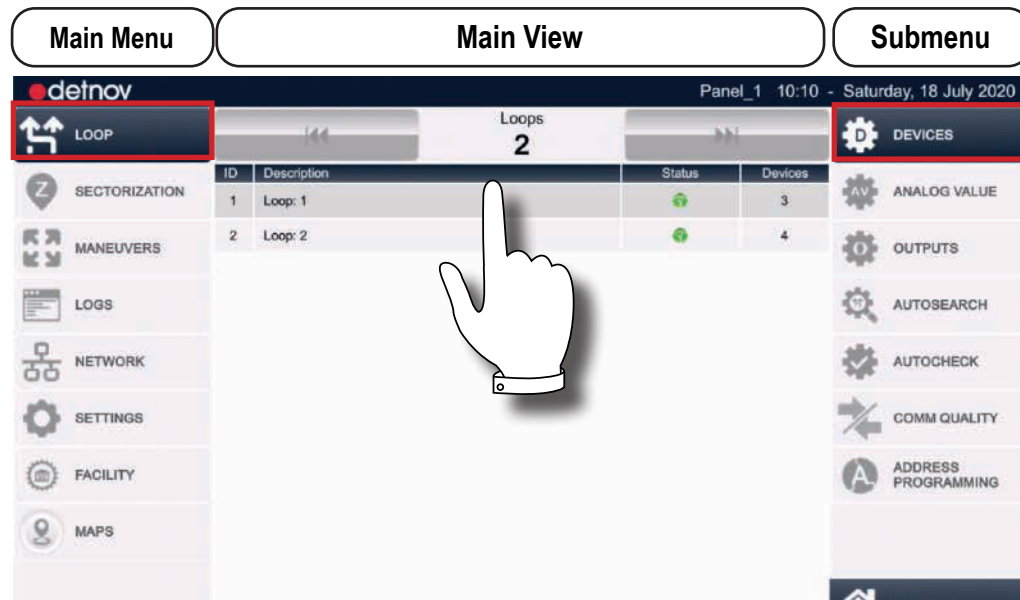 Main Menu
Main View
Submenu
detnov
Panel_1 10:10 - Saturday, 18 July 2020
LOOP
Loops
2
DEVICES
ID Description Status Devices
1 Loop: 1 3
2 Loop: 2 4
SECTORIZATION
MANEUVERS
LOGS
NETWORK
SETTINGS
FACILITY
MAPS
ANALOG VALUE
OUTPUTS
AUTOSEARCH
AUTOCHECK
COMM QUALITY
ADDRESS
PROGRAMMING